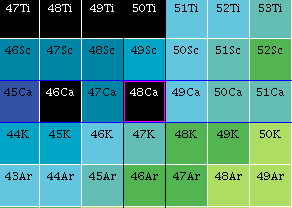 47Ti 48Ti 49Ti 50Ti 51Ti 52Ti 53Ti
46Sc 47Sc 48Sc 49Sc 50Sc 51Sc 52Sc
45Ca 46Ca 47Ca 48Ca 49Ca 50Ca 51Ca
44K 45K 46K 47K 48K 49K 50K
43Ar 44Ar 45Ar 46Ar 47Ar 48Ar 49Ar